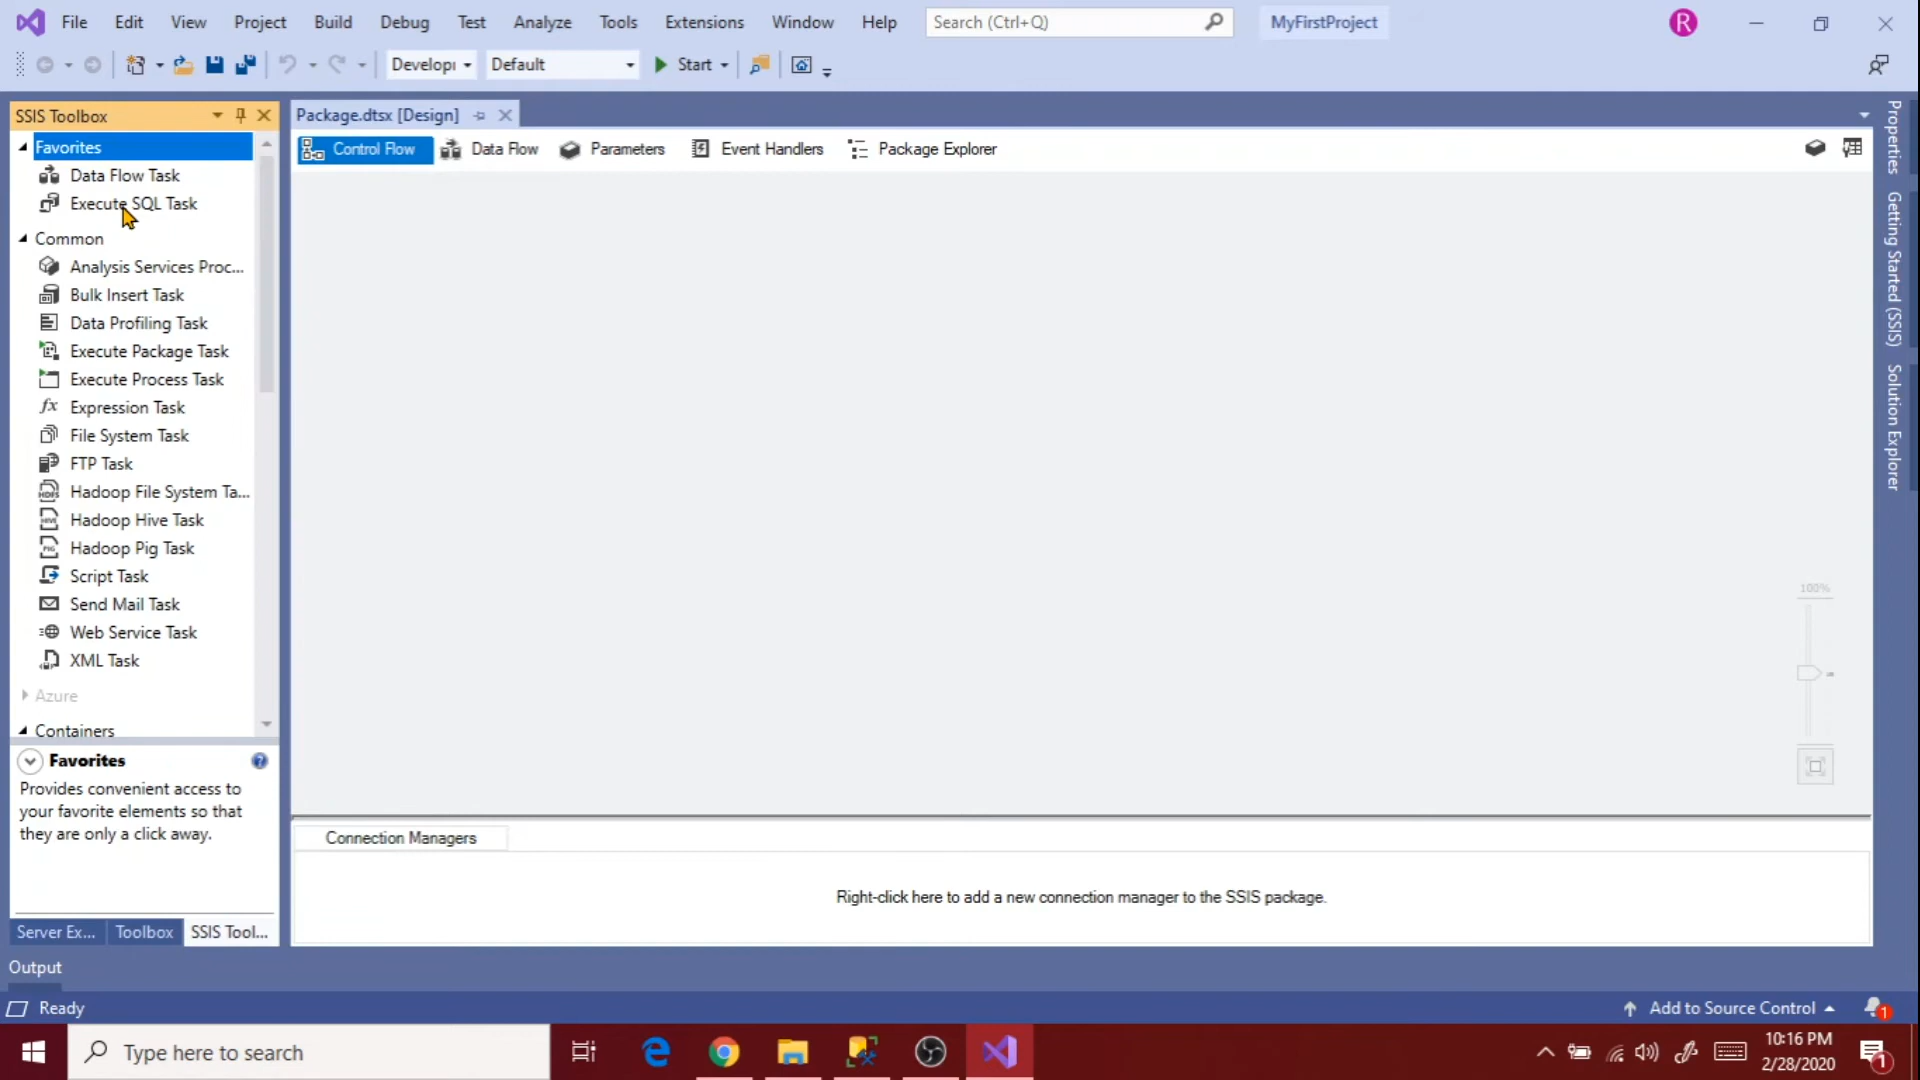 File Edit View Project Build Debug Test Analyze Tools Extensions Window Help Search (Ctrl+Q) MyFirstProject R
Developi Default Start
SSIS Toolbox
Package.dtsx [Design]
Control Flow Data Flow Parameters Event Handlers Package Explorer
Favorites
Data Flow Task
Execute SQL Task
Common
Analysis Services Proc...
Bulk Insert Task
Data Profiling Task
Execute Package Task
Execute Process Task
fx Expression Task
File System Task
FTP Task
Hadoop File System Ta...
Hadoop Hive Task
Hadoop Pig Task
Script Task
Send Mail Task
Web Service Task
XML Task
Azure
Containers
Favorites
Provides convenient access to
your favorite elements so that
they are only a click away.
Server Ex... Toolbox SSIS Tool...
100%
Connection Managers
Right-click here to add a new connection manager to the SSIS package.
Properties
Getting Started (SSIS)
Solution Explorer
Output
Ready
Add to Source Control 1
Type here to search
10:16 PM
2/28/2020
1